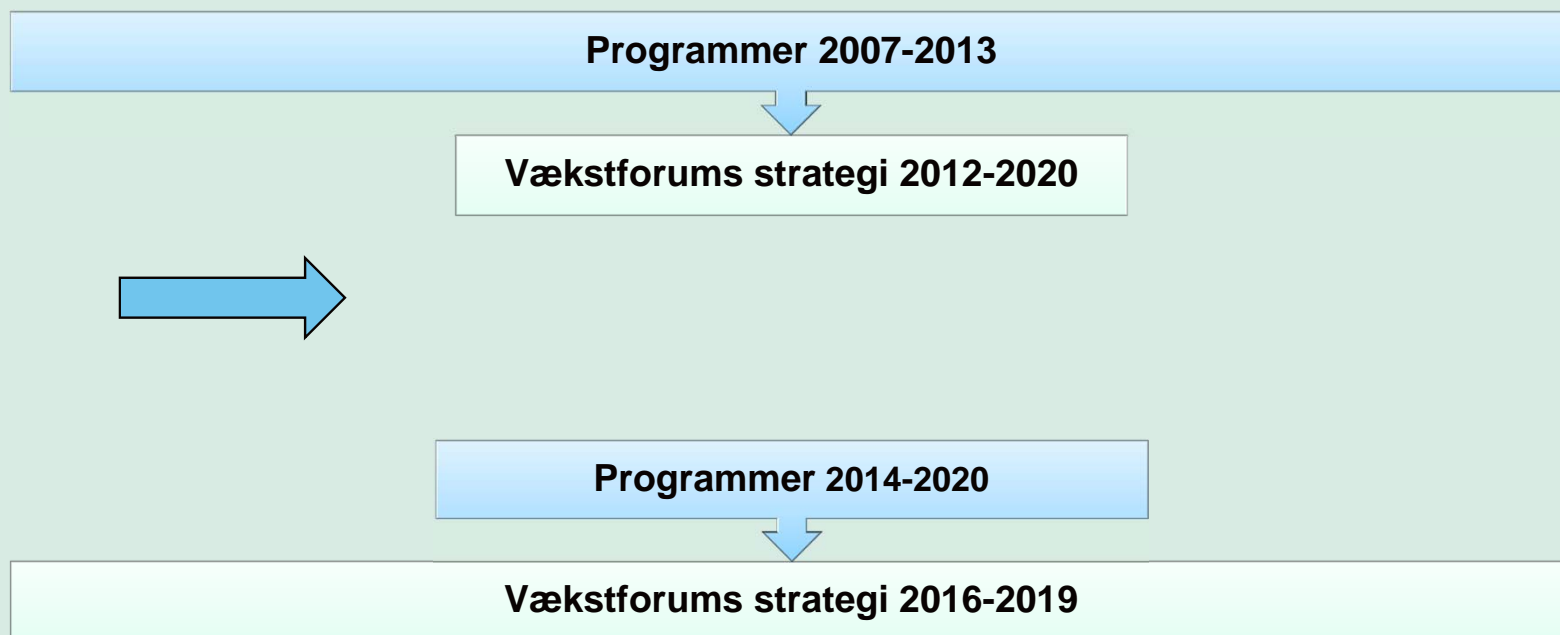 Programmer 2007-2013
Vækstforums strategi 2012-2020
Programmer 2014-2020
Vækstforums strategi 2016-2019